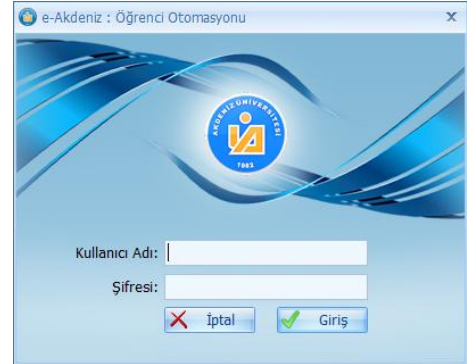 e-Akdeniz : Öğrenci Otomasyonu
AKDENİZ ÜNİVERSİTESİ
1982
Kullanıcı Adı:
Şifresi:
İptal
Giriş